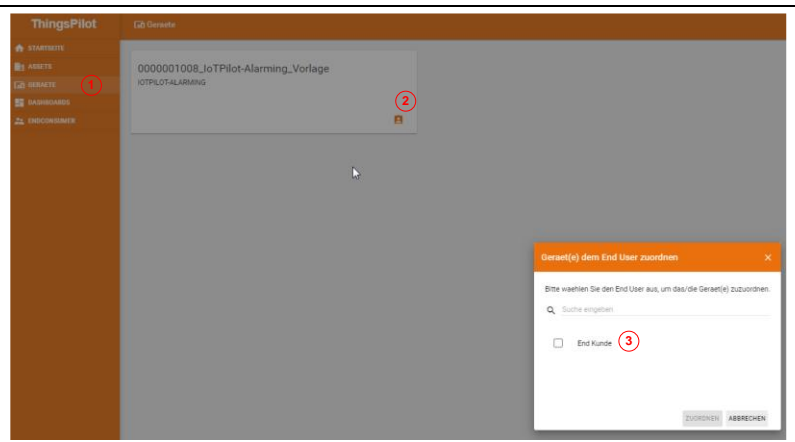 ThingsPilot
Geraete
STARTSEITE
ASSETS
GERAETE
1
DASHBOARDS
ENDCONSUMER
0000001008_IoTPilot-Alarming_Vorlage
IOTPILOT-ALARMING
2
Geraet(e) dem End User zuordnen
Bitte waehlen Sie den End User aus, um das/die Geraet(e) zuzuordnen.
Suche eingeben
End Kunde
3
ZUORDNEN ABBRECHEN